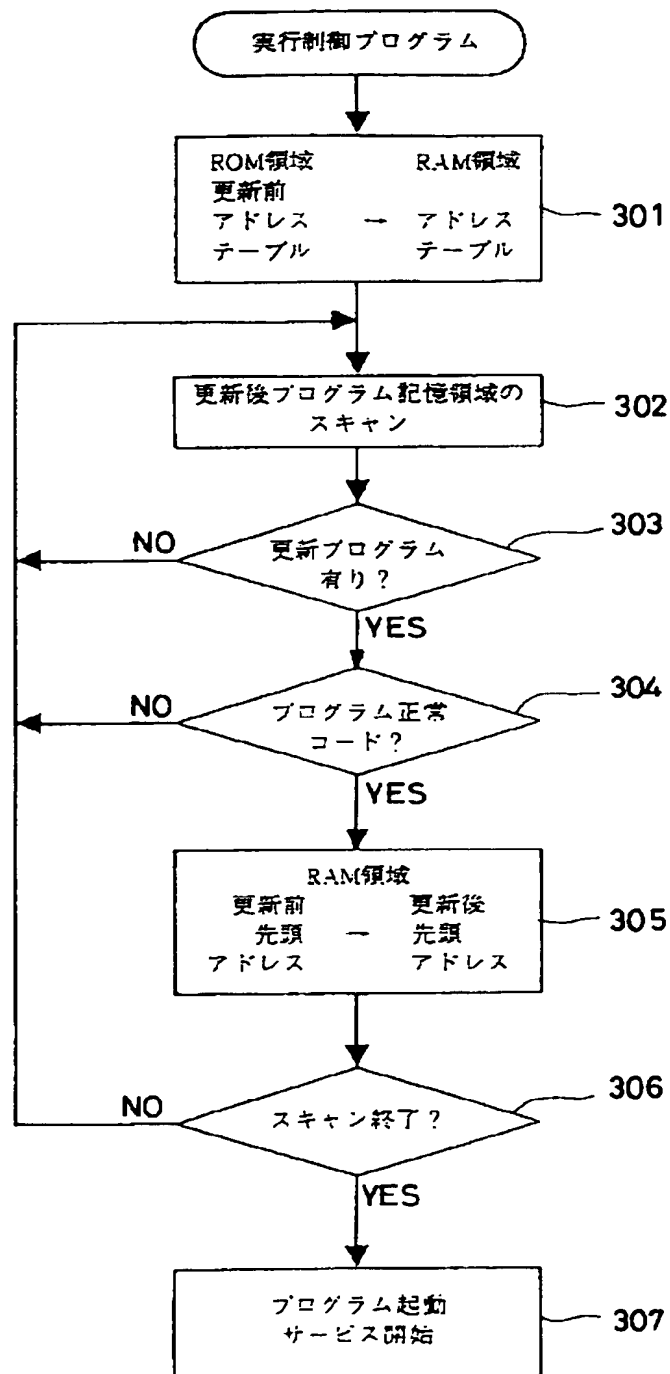 実行制御プログラム
ROM領域 RAM領域
更新前
アドレス → アドレス
テーブル テーブル
301
更新後プログラム記憶領域の
スキャン
302
303
NO
更新プログラム
有り?
YES
304
NO
プログラム正常
コード?
YES
RAM領域
更新前 更新後
先頭 — 先頭
アドレス アドレス
305
306
NO
スキャン終了?
YES
プログラム起動
サービス開始
307